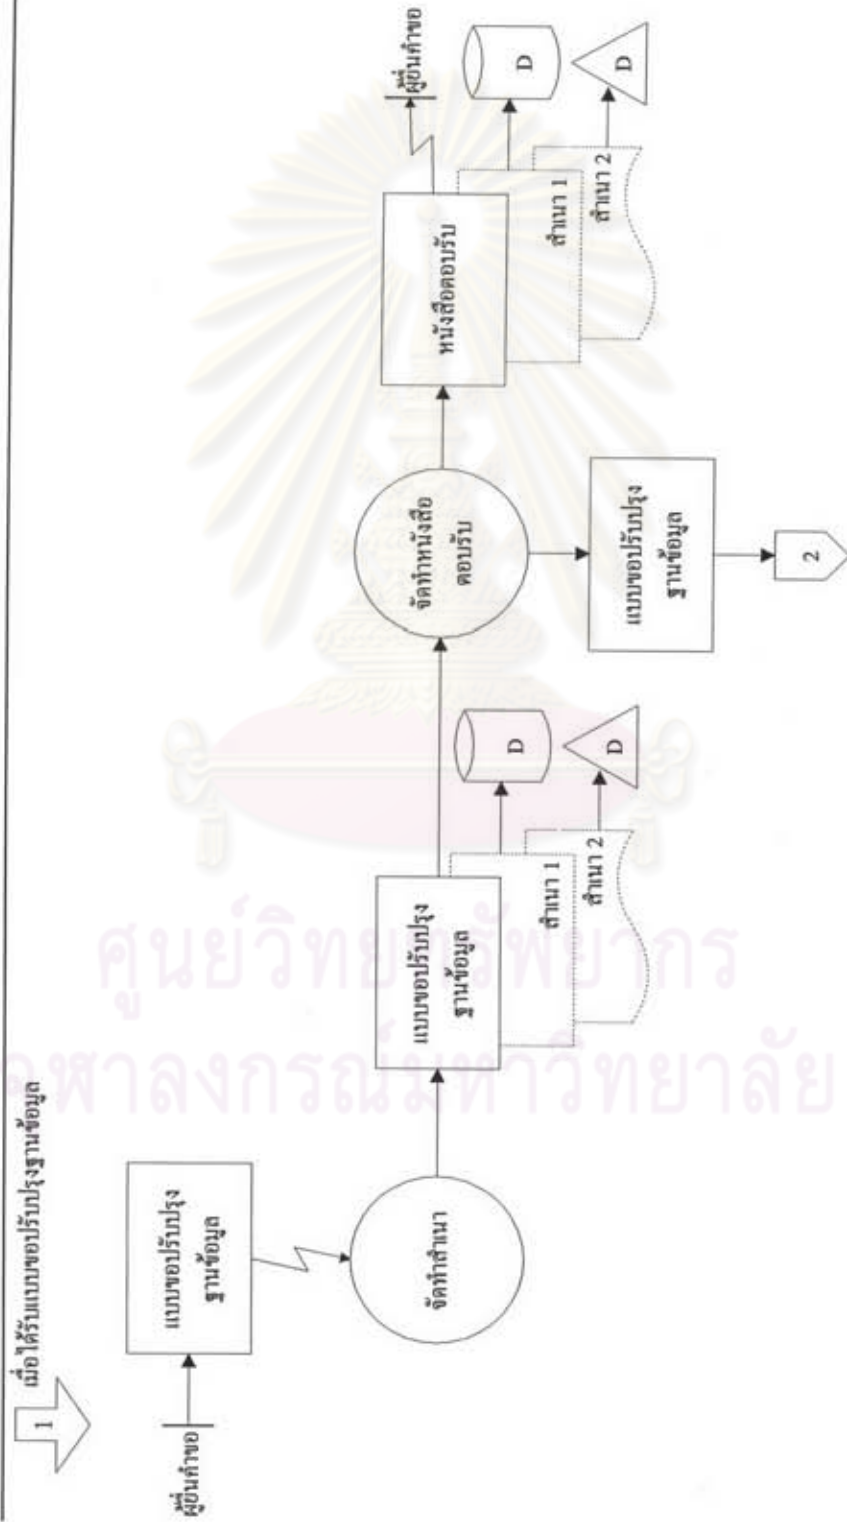 1
เมื่อได้รับแบบขอปรับปรุงฐานข้อมูล
ผู้ยื่นคำขอ
แบบขอปรับปรุง
ฐานข้อมูล
จัดทำสำเนา
แบบขอปรับปรุง
ฐานข้อมูล
สำเนา 1
สำเนา 2
D
D
จัดทำหนังสือ
ตอบรับ
แบบขอปรับปรุง
ฐานข้อมูล
2
หนังสือตอบรับ
สำเนา 1
สำเนา 2
D
D
ผู้ยื่นคำขอ
ศูนย์วิทยทรัพยากร
จุฬาลงกรณ์มหาวิทยาลัย